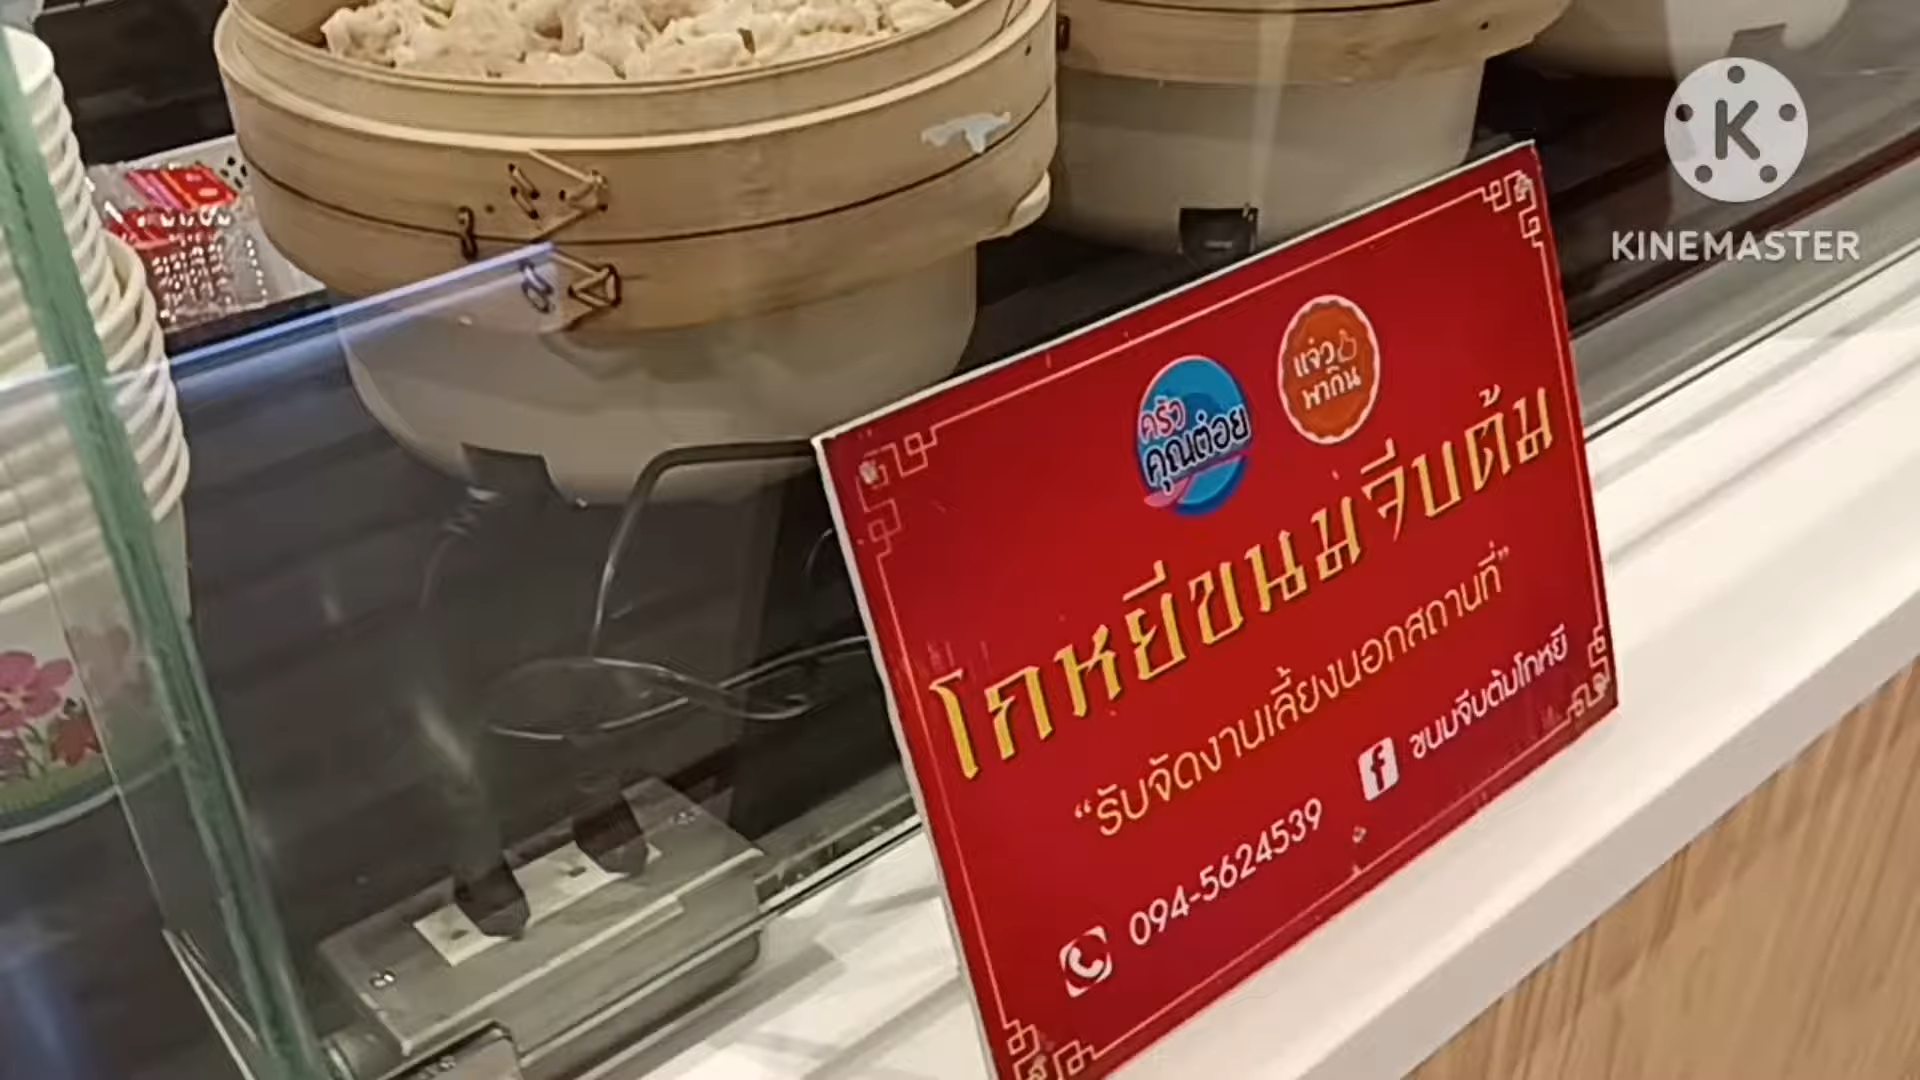 K
KINEMASTER
ครัว
คุณต๋อย
แจ๋ว
พากิน
โกหยีขนมจีบต้ม
“รับจัดงานเลี้ยงนอกสถานที่”
094-5624539
f ขนมจีบต้มโกหยี